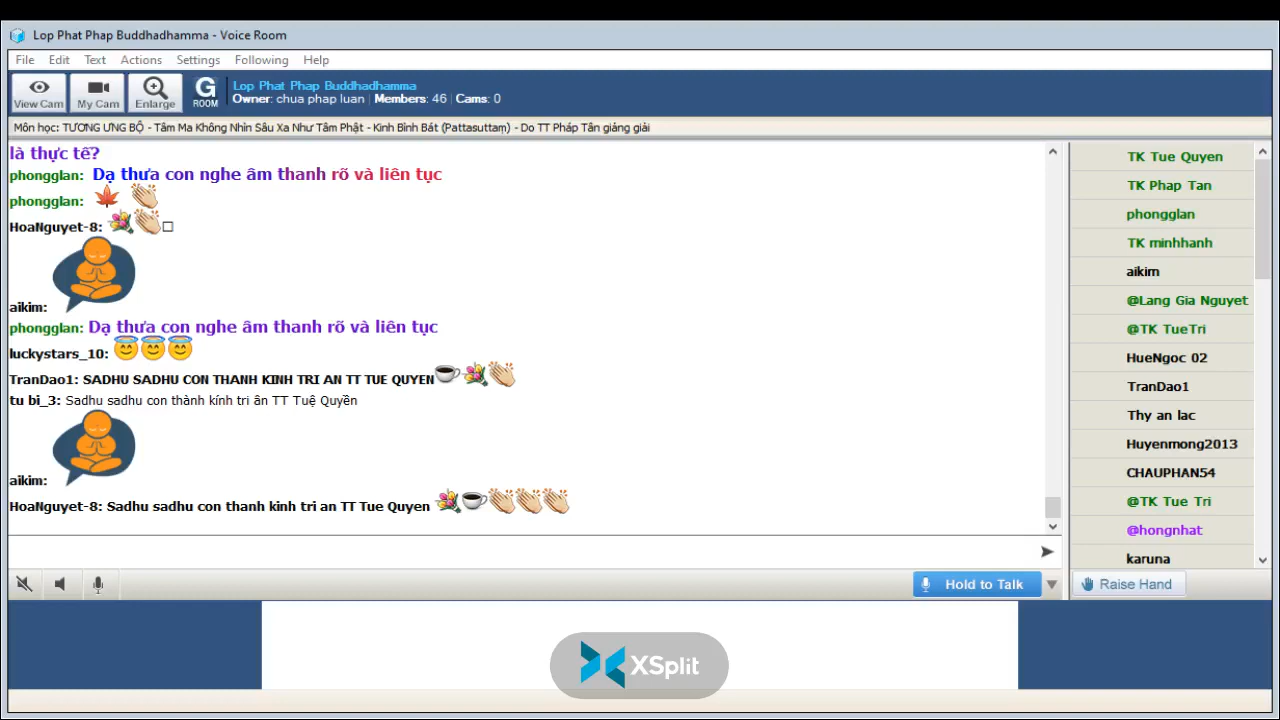 Lop Phat Phap Buddhadhamma - Voice Room
File Edit Text Actions Settings Following Help
View Cam
My Cam
Enlarge
G ROOM
Lop Phat Phap Buddhadhamma
Owner: chua phap luan | Members: 46 | Cams: 0
Môn học: TƯƠNG ƯNG BỘ - Tâm Ma Không Nhìn Sâu Xa Như Tâm Phật - Kinh Bình Bát (Pattasuttaṃ) - Do TT Pháp Tân giảng giải
là thực tế?
phongglan: Dạ thưa con nghe âm thanh rõ và liên tục
phongglan:
HoaNguyet-8:
aikim:
phongglan: Dạ thưa con nghe âm thanh rõ và liên tục
luckystars_10:
TranDao1: SADHU SADHU CON THANH KINH TRI AN TT TUE QUYEN
tu bi_3: Sadhu sadhu con thành kính tri ân TT Tuệ Quyền
aikim:
HoaNguyet-8: Sadhu sadhu con thanh kinh tri an TT Tue Quyen
TK Tue Quyen
TK Phap Tan
phongglan
TK minhhanh
aikim
@Lang Gia Nguyet
@TK TueTri
HueNgoc 02
TranDao1
Thy an lac
Huyenmong2013
CHAUPHAN54
@TK Tue Tri
@hongnhat
karuna
Hold to Talk
Raise Hand
XSplit